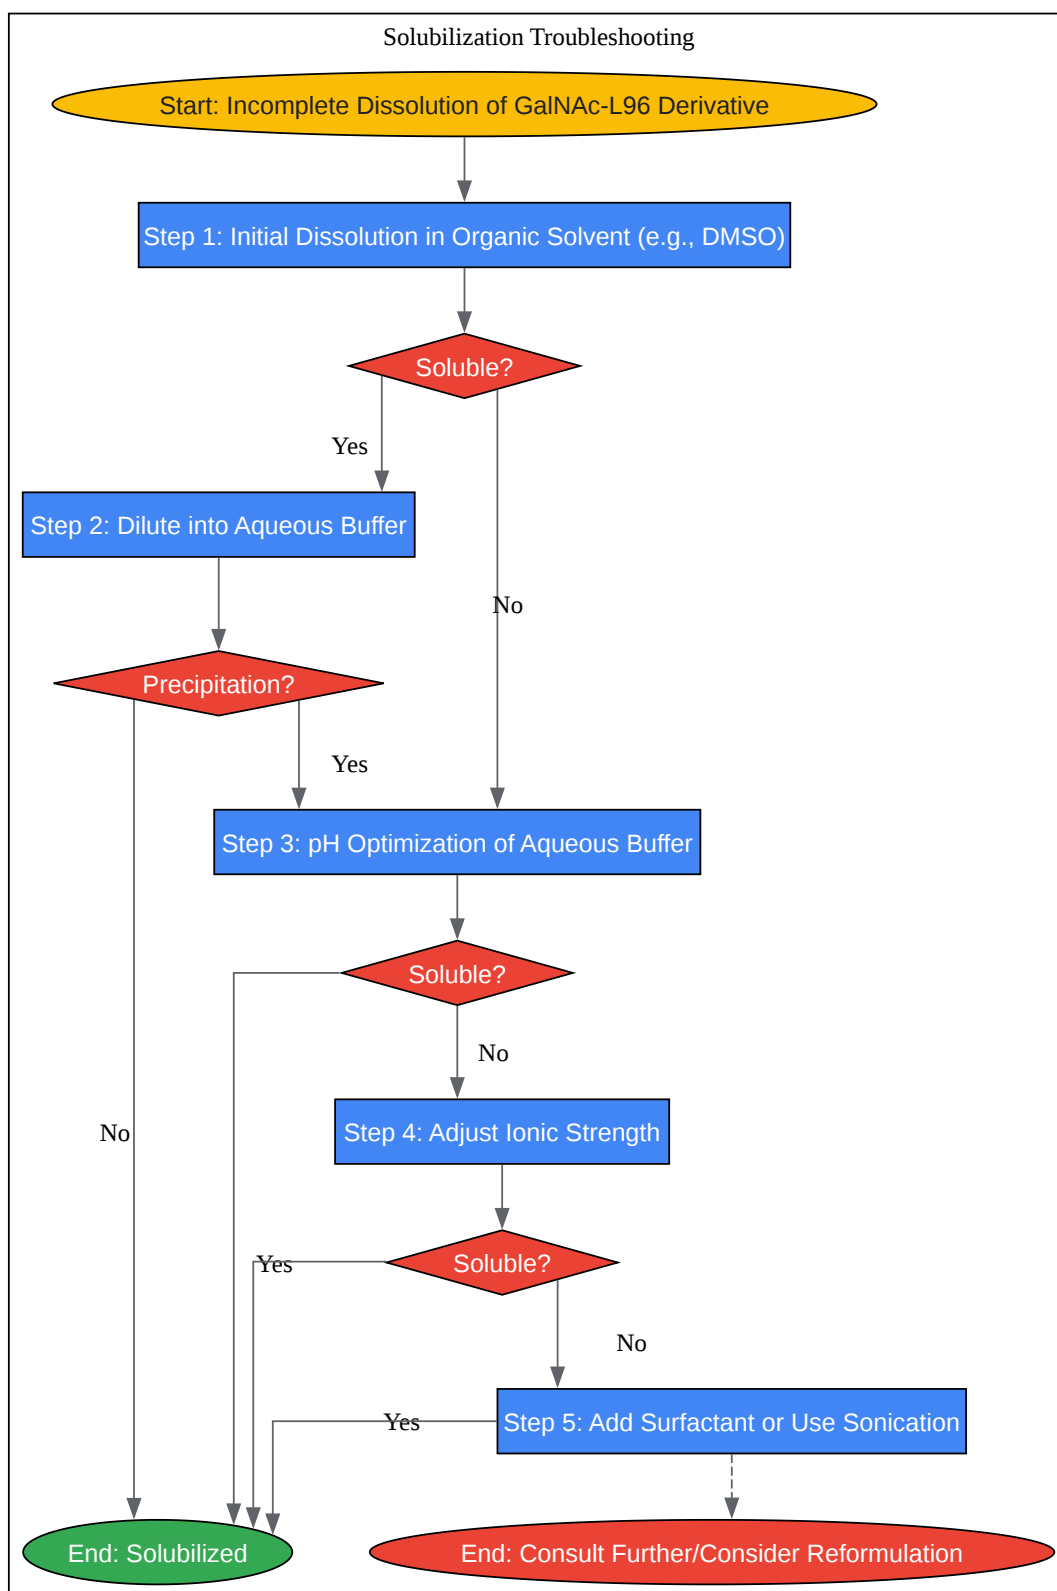 Solubilization Troubleshooting
Start: Incomplete Dissolution of GalNAc-L96 Derivative
Step 1: Initial Dissolution in Organic Solvent (e.g., DMSO)
Soluble?
Yes
Step 2: Dilute into Aqueous Buffer
No
Precipitation?
Yes
Step 3: pH Optimization of Aqueous Buffer
Soluble?
No
No
Step 4: Adjust Ionic Strength
Soluble?
Yes
No
Step 5: Add Surfactant or Use Sonication
Yes
End: Solubilized
End: Consult Further/Consider Reformulation